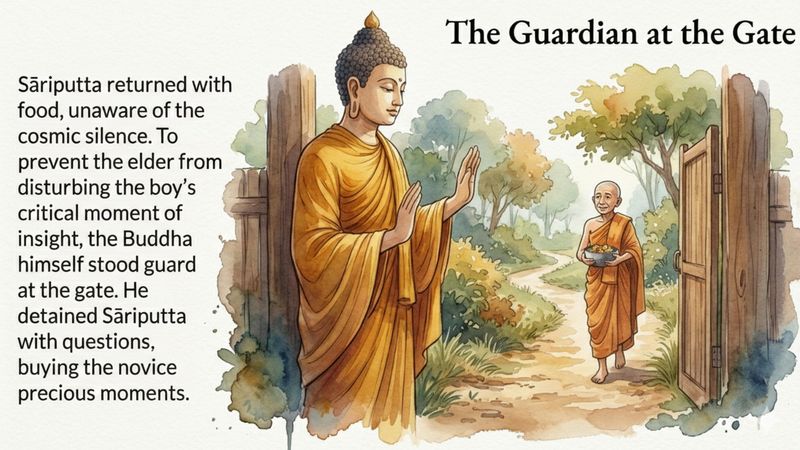 The Guardian at the Gate
Sāriputta returned with
food, unaware of the
cosmic silence. To
prevent the elder from
disturbing the boy’s
critical moment of
insight, the Buddha
himself stood guard
at the gate. He
detained Sāriputta
with questions,
buying the novice
precious moments.